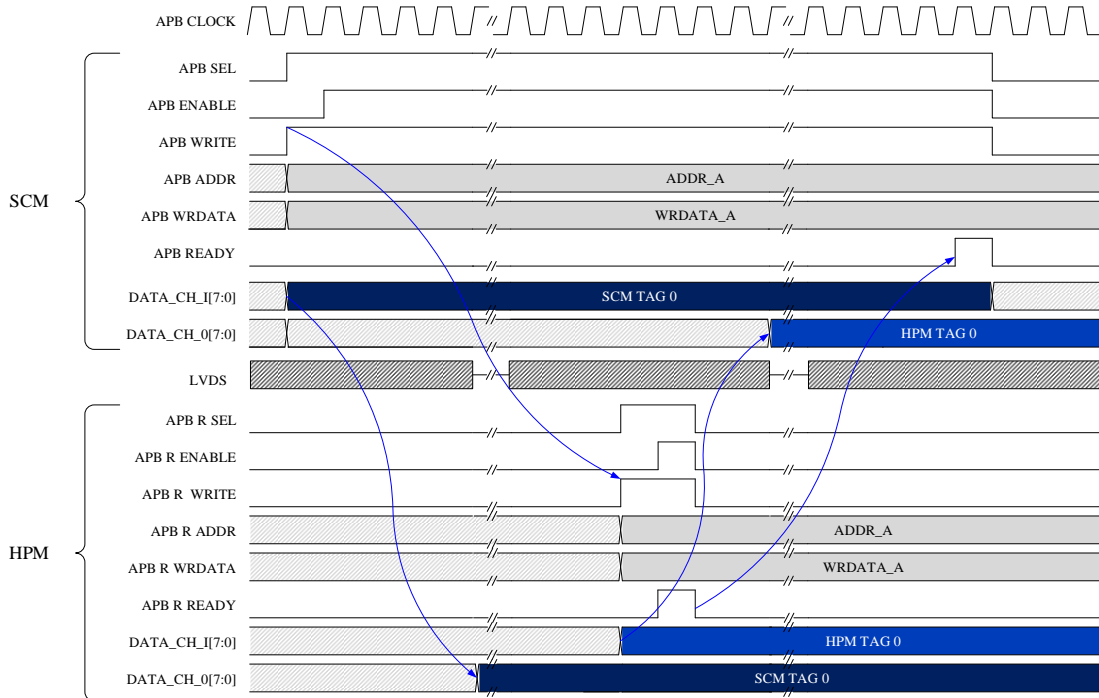 APB CLOCK
APB SEL
APB ENABLE
APB WRITE
APB ADDR ADDR_A
SCM
APB WRDATA WRDATA_A
APB READY
DATA_CH_I[7:0] SCM TAG 0
DATA_CH_0[7:0] HPM TAG 0
LVDS
APB R SEL
APB R ENABLE
APB R WRITE
APB R ADDR ADDR_A
HPM
APB R WRDATA WRDATA_A
APB R READY
DATA_CH_I[7:0] HPM TAG 0
DATA_CH_0[7:0] SCM TAG 0